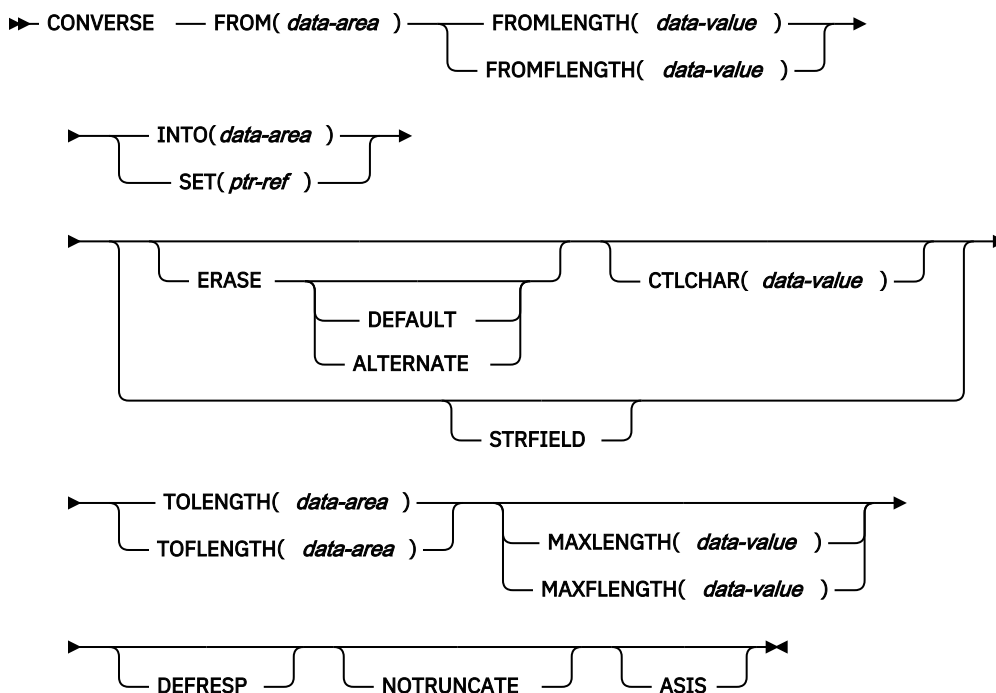 CONVERSE FROM( data-area ) FROMLENGTH( data-value )
FROMFLENGTH( data-value )
INTO( data-area )
SET( ptr-ref )
ERASE CTLCHAR( data-value )
DEFAULT
ALTERNATE
STRFIELD
TOLENGTH( data-area )
TOFLENGTH( data-area )
MAXLENGTH( data-value )
MAXFLENGTH( data-value )
DEFRESP NOTRUNCATE ASIS